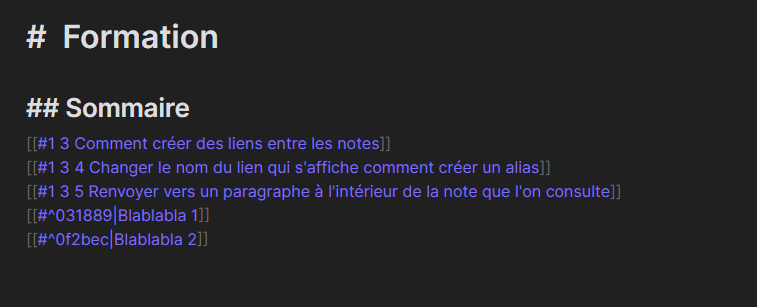 # Formation
## Sommaire
[[#1 3 Comment créer des liens entre les notes]]
[[#1 3 4 Changer le nom du lien qui s'affiche comment créer un alias]]
[[#1 3 5 Renvoyer vers un paragraphe à l'intérieur de la note que l'on consulte]]
[[#^031889|Blablabla 1]]
[[#^0f2bec|Blablabla 2]]